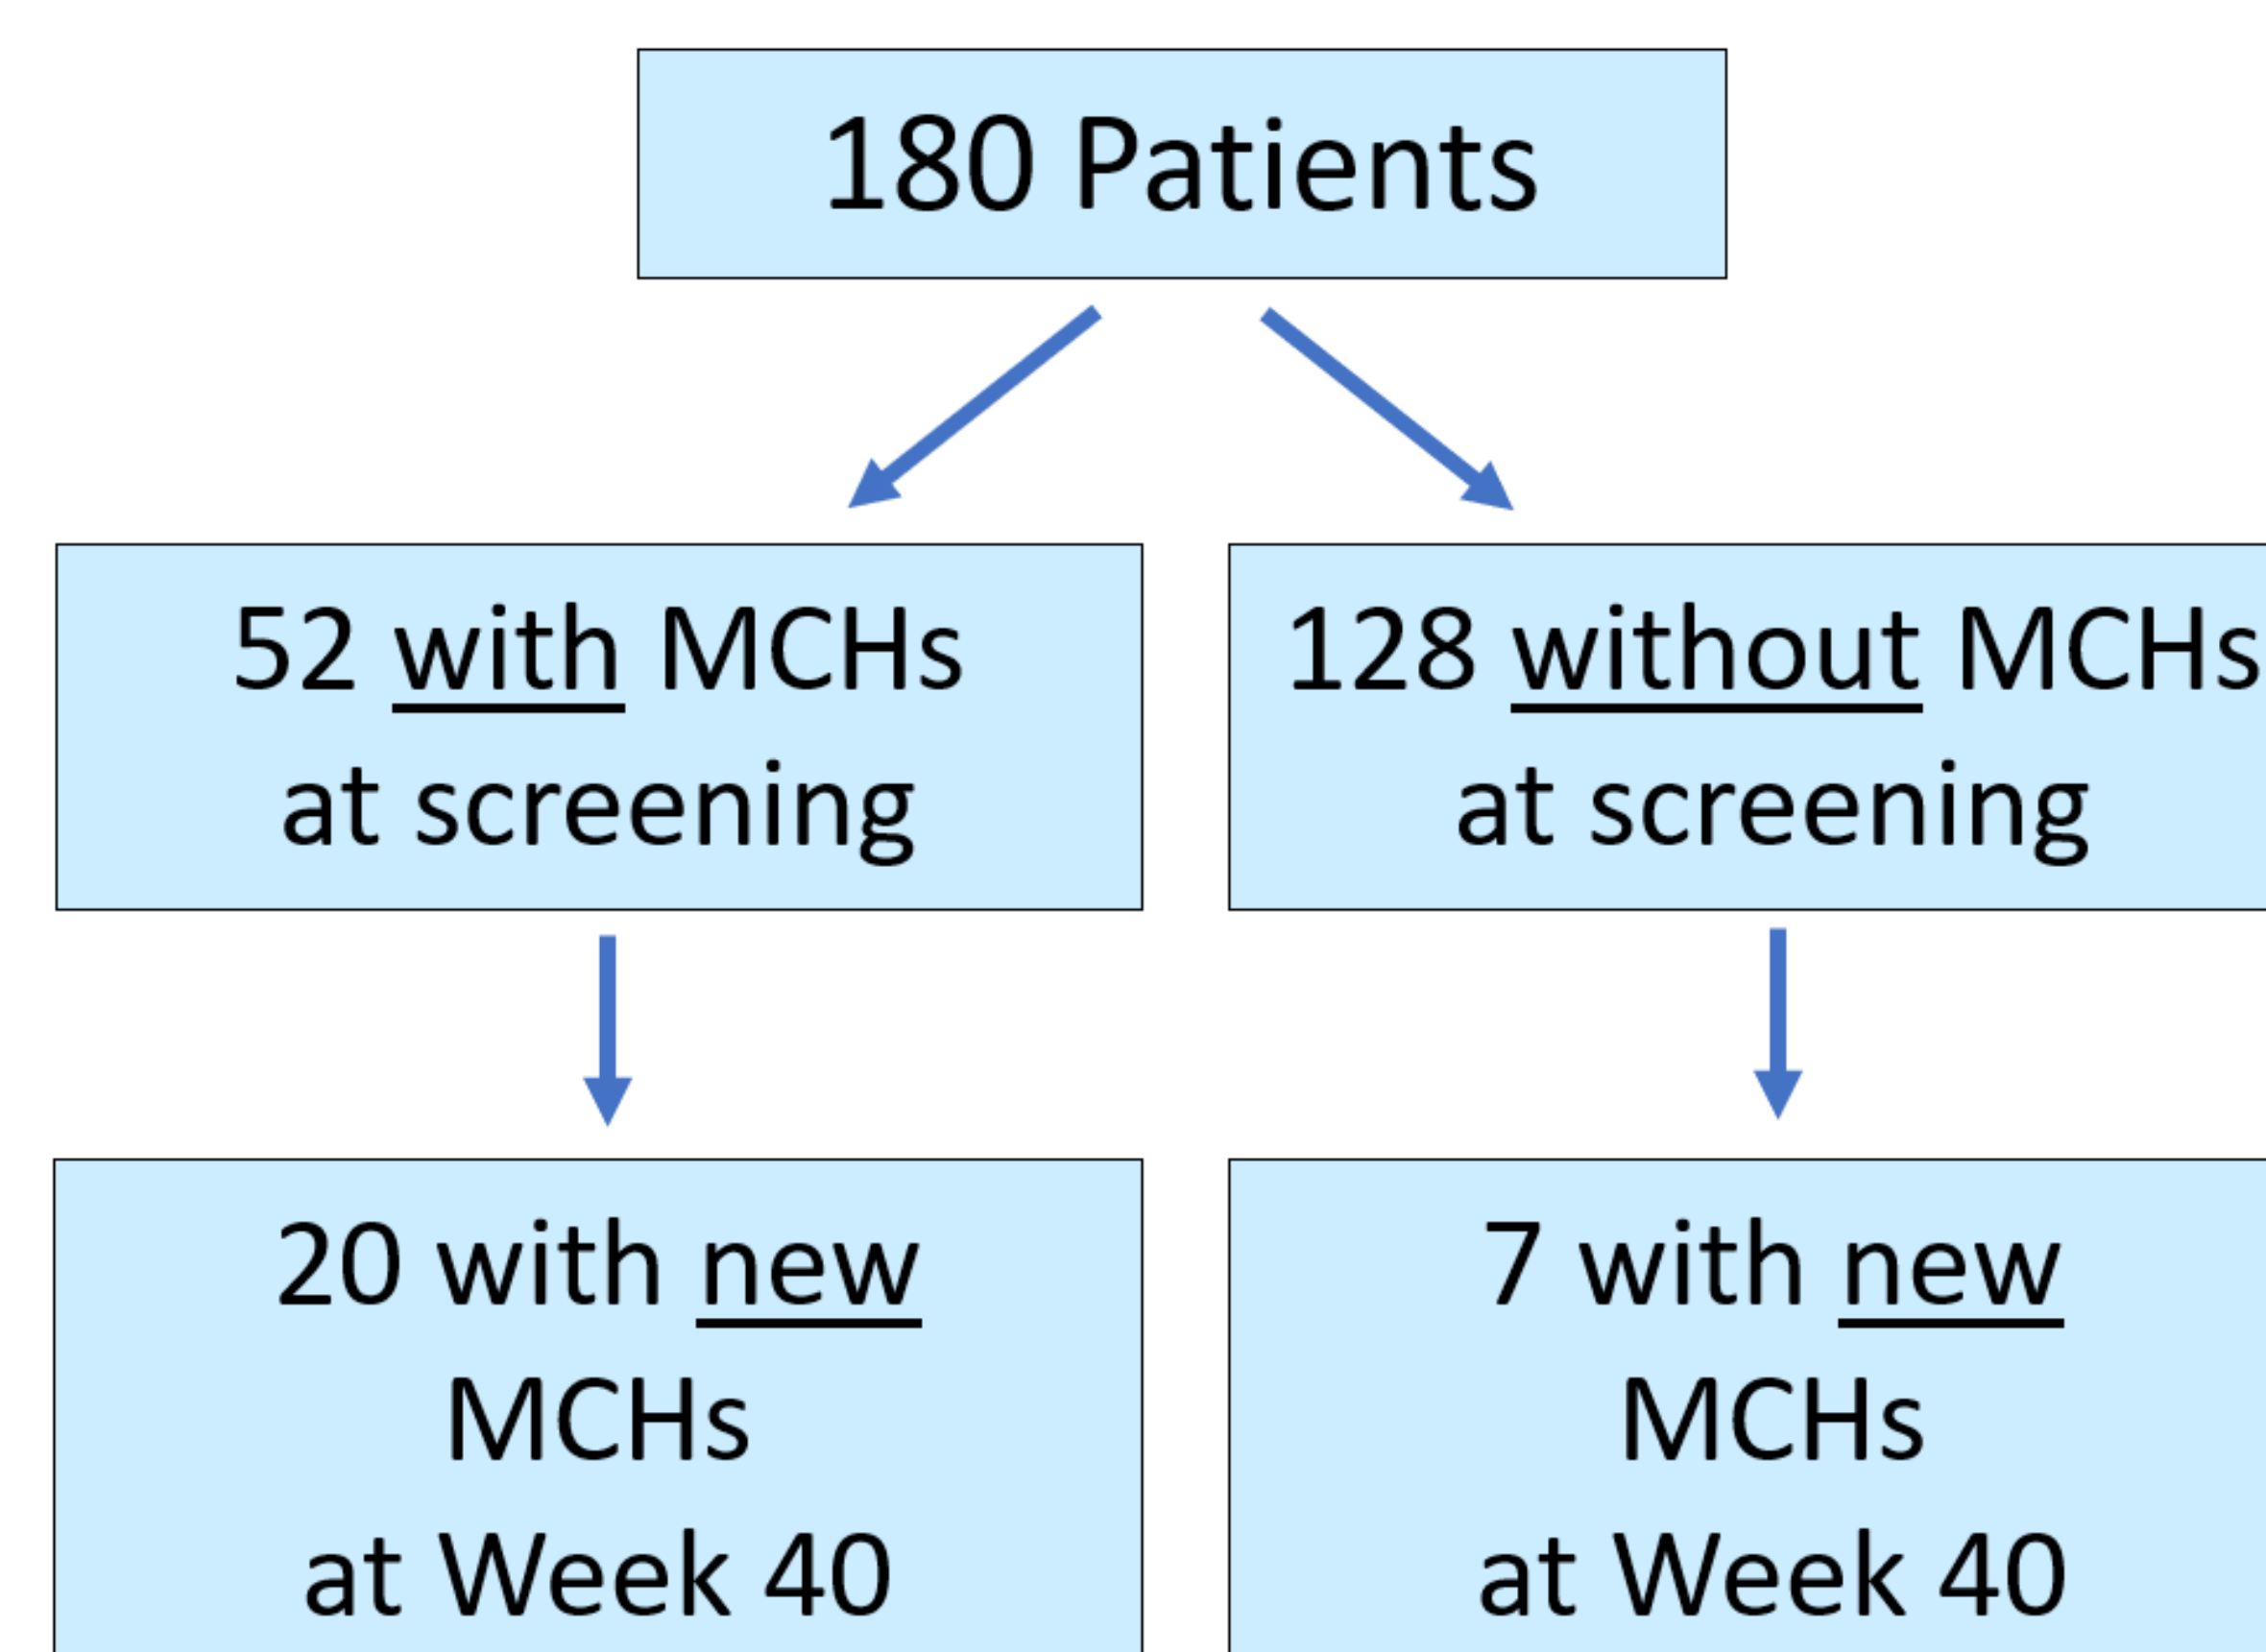 180 Patients
52 with MCHs
at screening
128 without MCHs
at screening
20 with new
MCHs
at Week 40
7 with new
MCHs
at Week 40